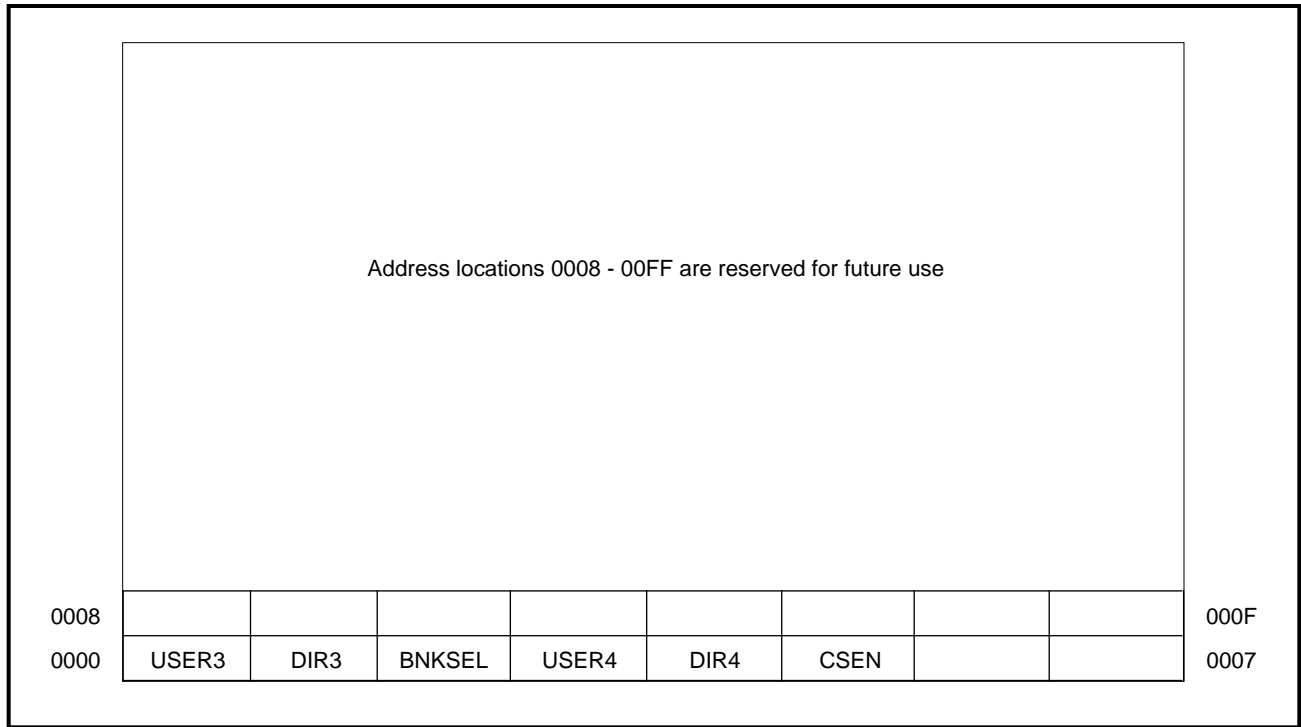 Address locations 0008 - 00FF are reserved for future use
0008 000F
0000 USER3 DIR3 BNKSEL USER4 DIR4 CSEN 0007